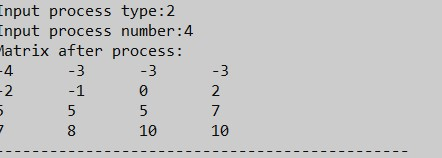 Input process type:2
Input process number:4
Matrix after process:
-4 -3 -3 -3
-2 -1 0 2
5 5 5 7
7 8 10 10
---------------------------------------------